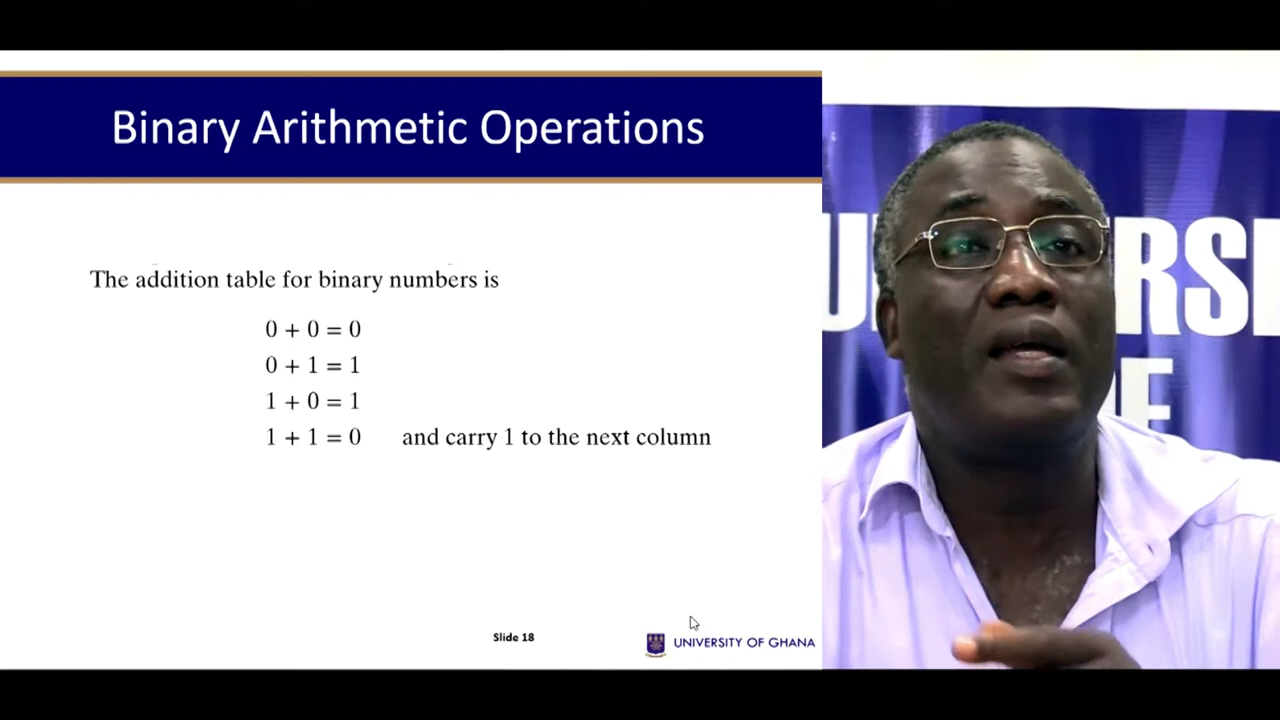 Binary Arithmetic Operations
The addition table for binary numbers is
0 + 0 = 0
0 + 1 = 1
1 + 0 = 1
1 + 1 = 0 and carry 1 to the next column
Slide 18
UNIVERSITY OF GHANA